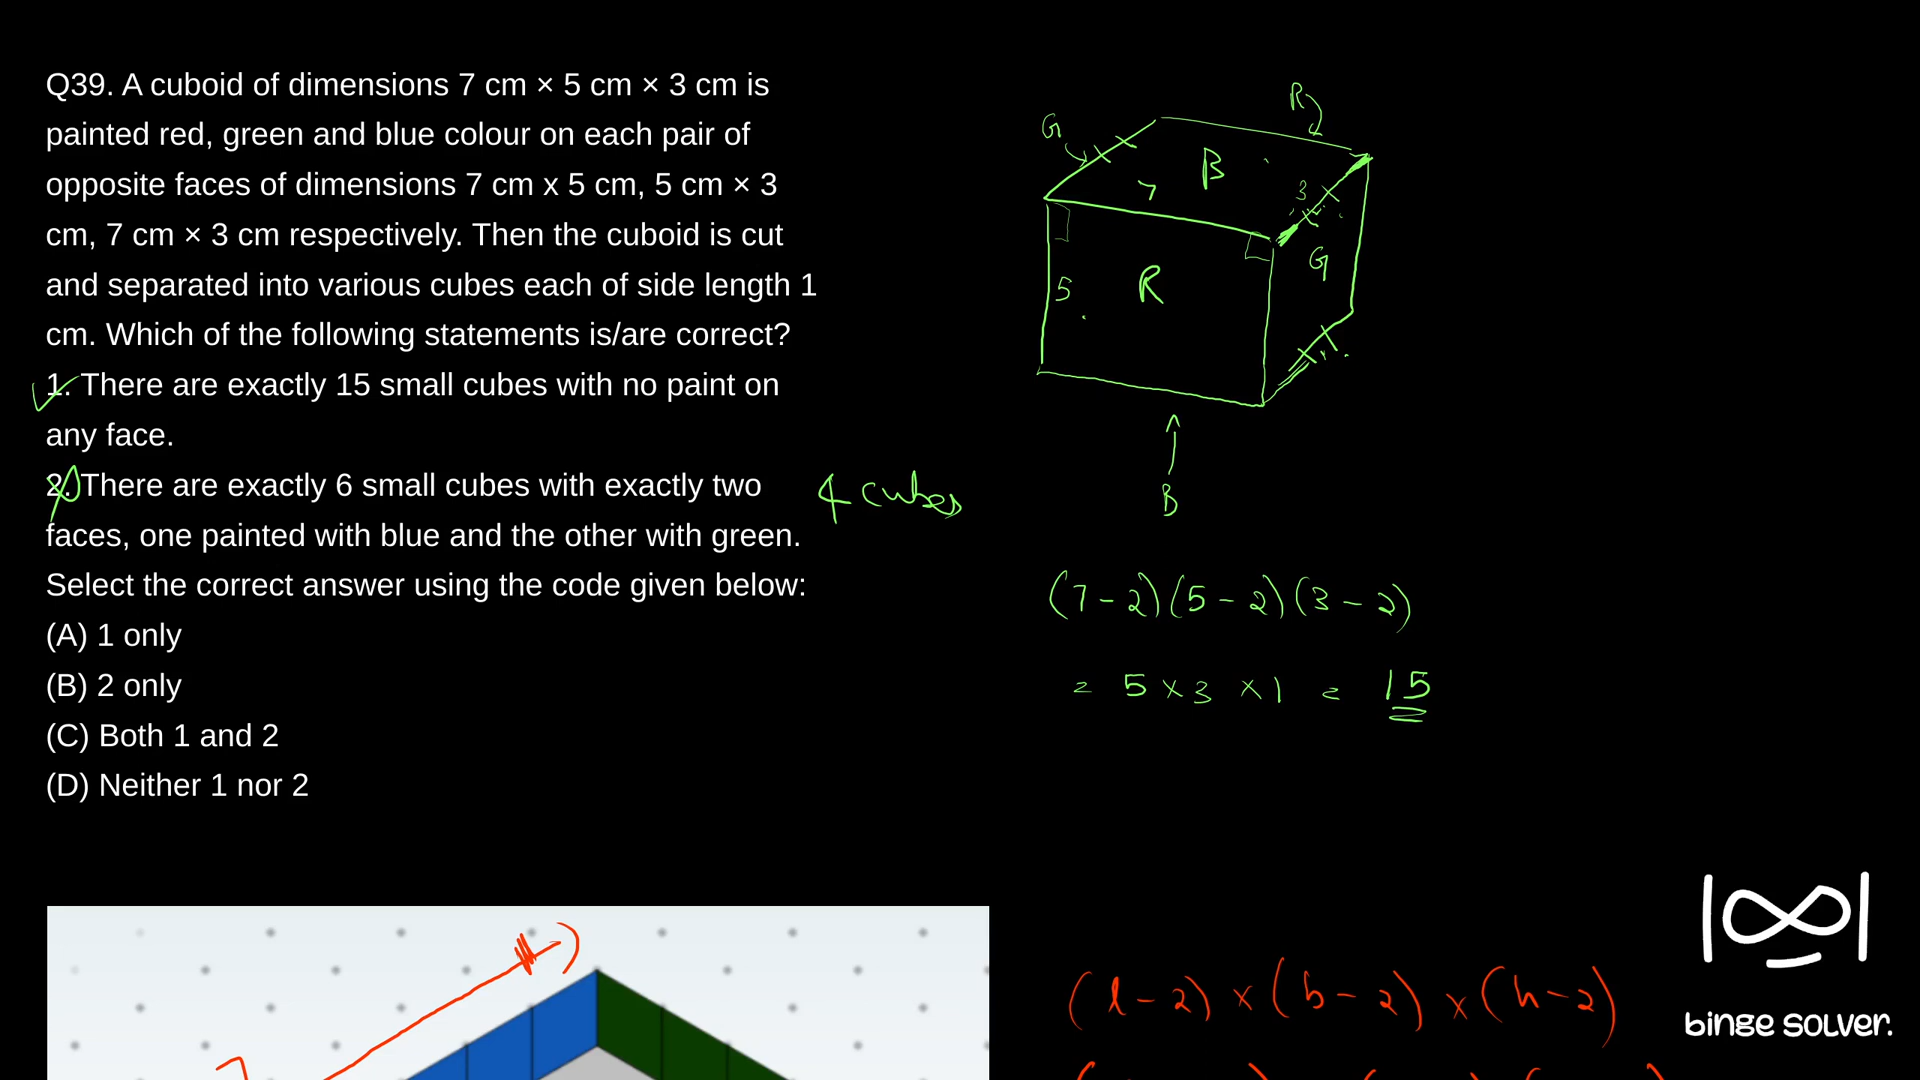 Q39. A cuboid of dimensions 7 cm × 5 cm × 3 cm is
painted red, green and blue colour on each pair of
opposite faces of dimensions 7 cm x 5 cm, 5 cm × 3
cm, 7 cm × 3 cm respectively. Then the cuboid is cut
and separated into various cubes each of side length 1
cm. Which of the following statements is/are correct?
1. There are exactly 15 small cubes with no paint on
any face.
2. There are exactly 6 small cubes with exactly two
faces, one painted with blue and the other with green.
Select the correct answer using the code given below:
(A) 1 only
(B) 2 only
(C) Both 1 and 2
(D) Neither 1 nor 2
4 cubes
R
G
B
7
3
G
5
R
B
(7-2)(5-2)(3-2)
= 5 × 3 × 1 = 15
(l-2) × (b-2) × (h-2)
binge solver.